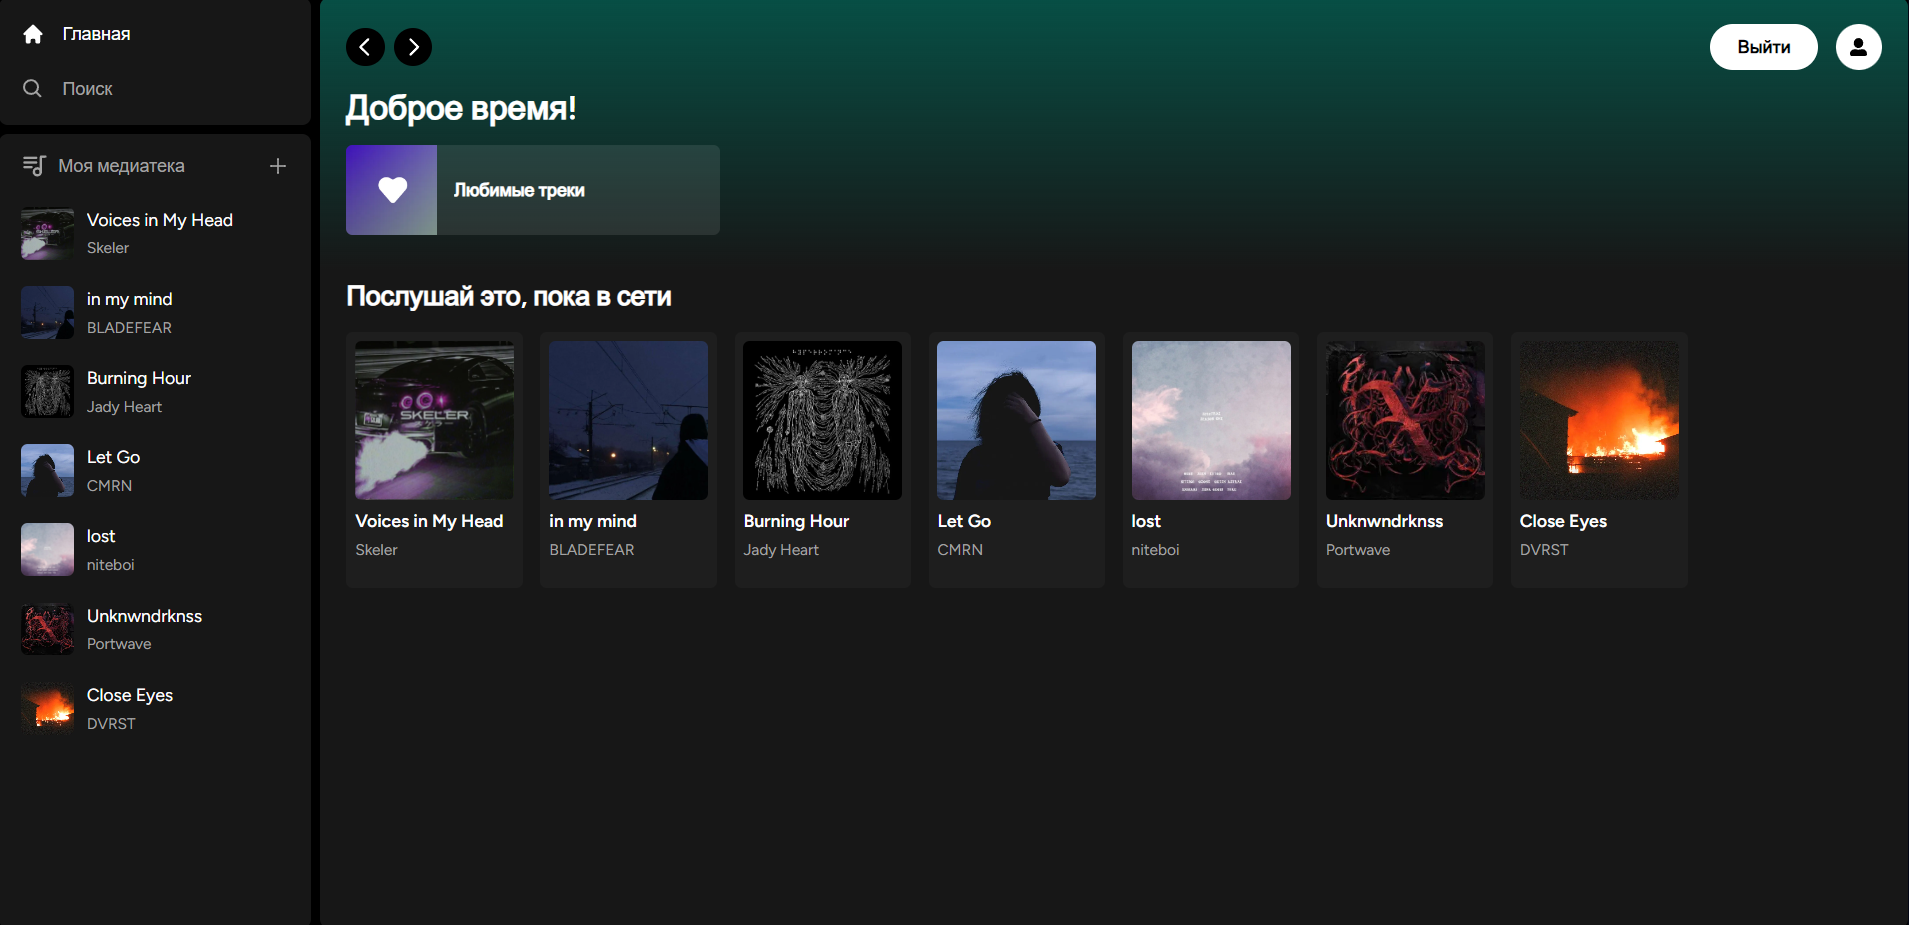 Главная
Поиск
Моя медиатека
Voices in My Head
Skeler
in my mind
BLADEFEAR
Burning Hour
Jady Heart
Let Go
CMRN
lost
niteboi
Unknwndrknss
Portwave
Close Eyes
DVRST
Выйти
Доброе время!
Любимые треки
Послушай это, пока в сети
SKELER
Voices in My Head
Skeler
in my mind
BLADEFEAR
Burning Hour
Jady Heart
Let Go
CMRN
lost
niteboi
Unknwndrknss
Portwave
Close Eyes
DVRST